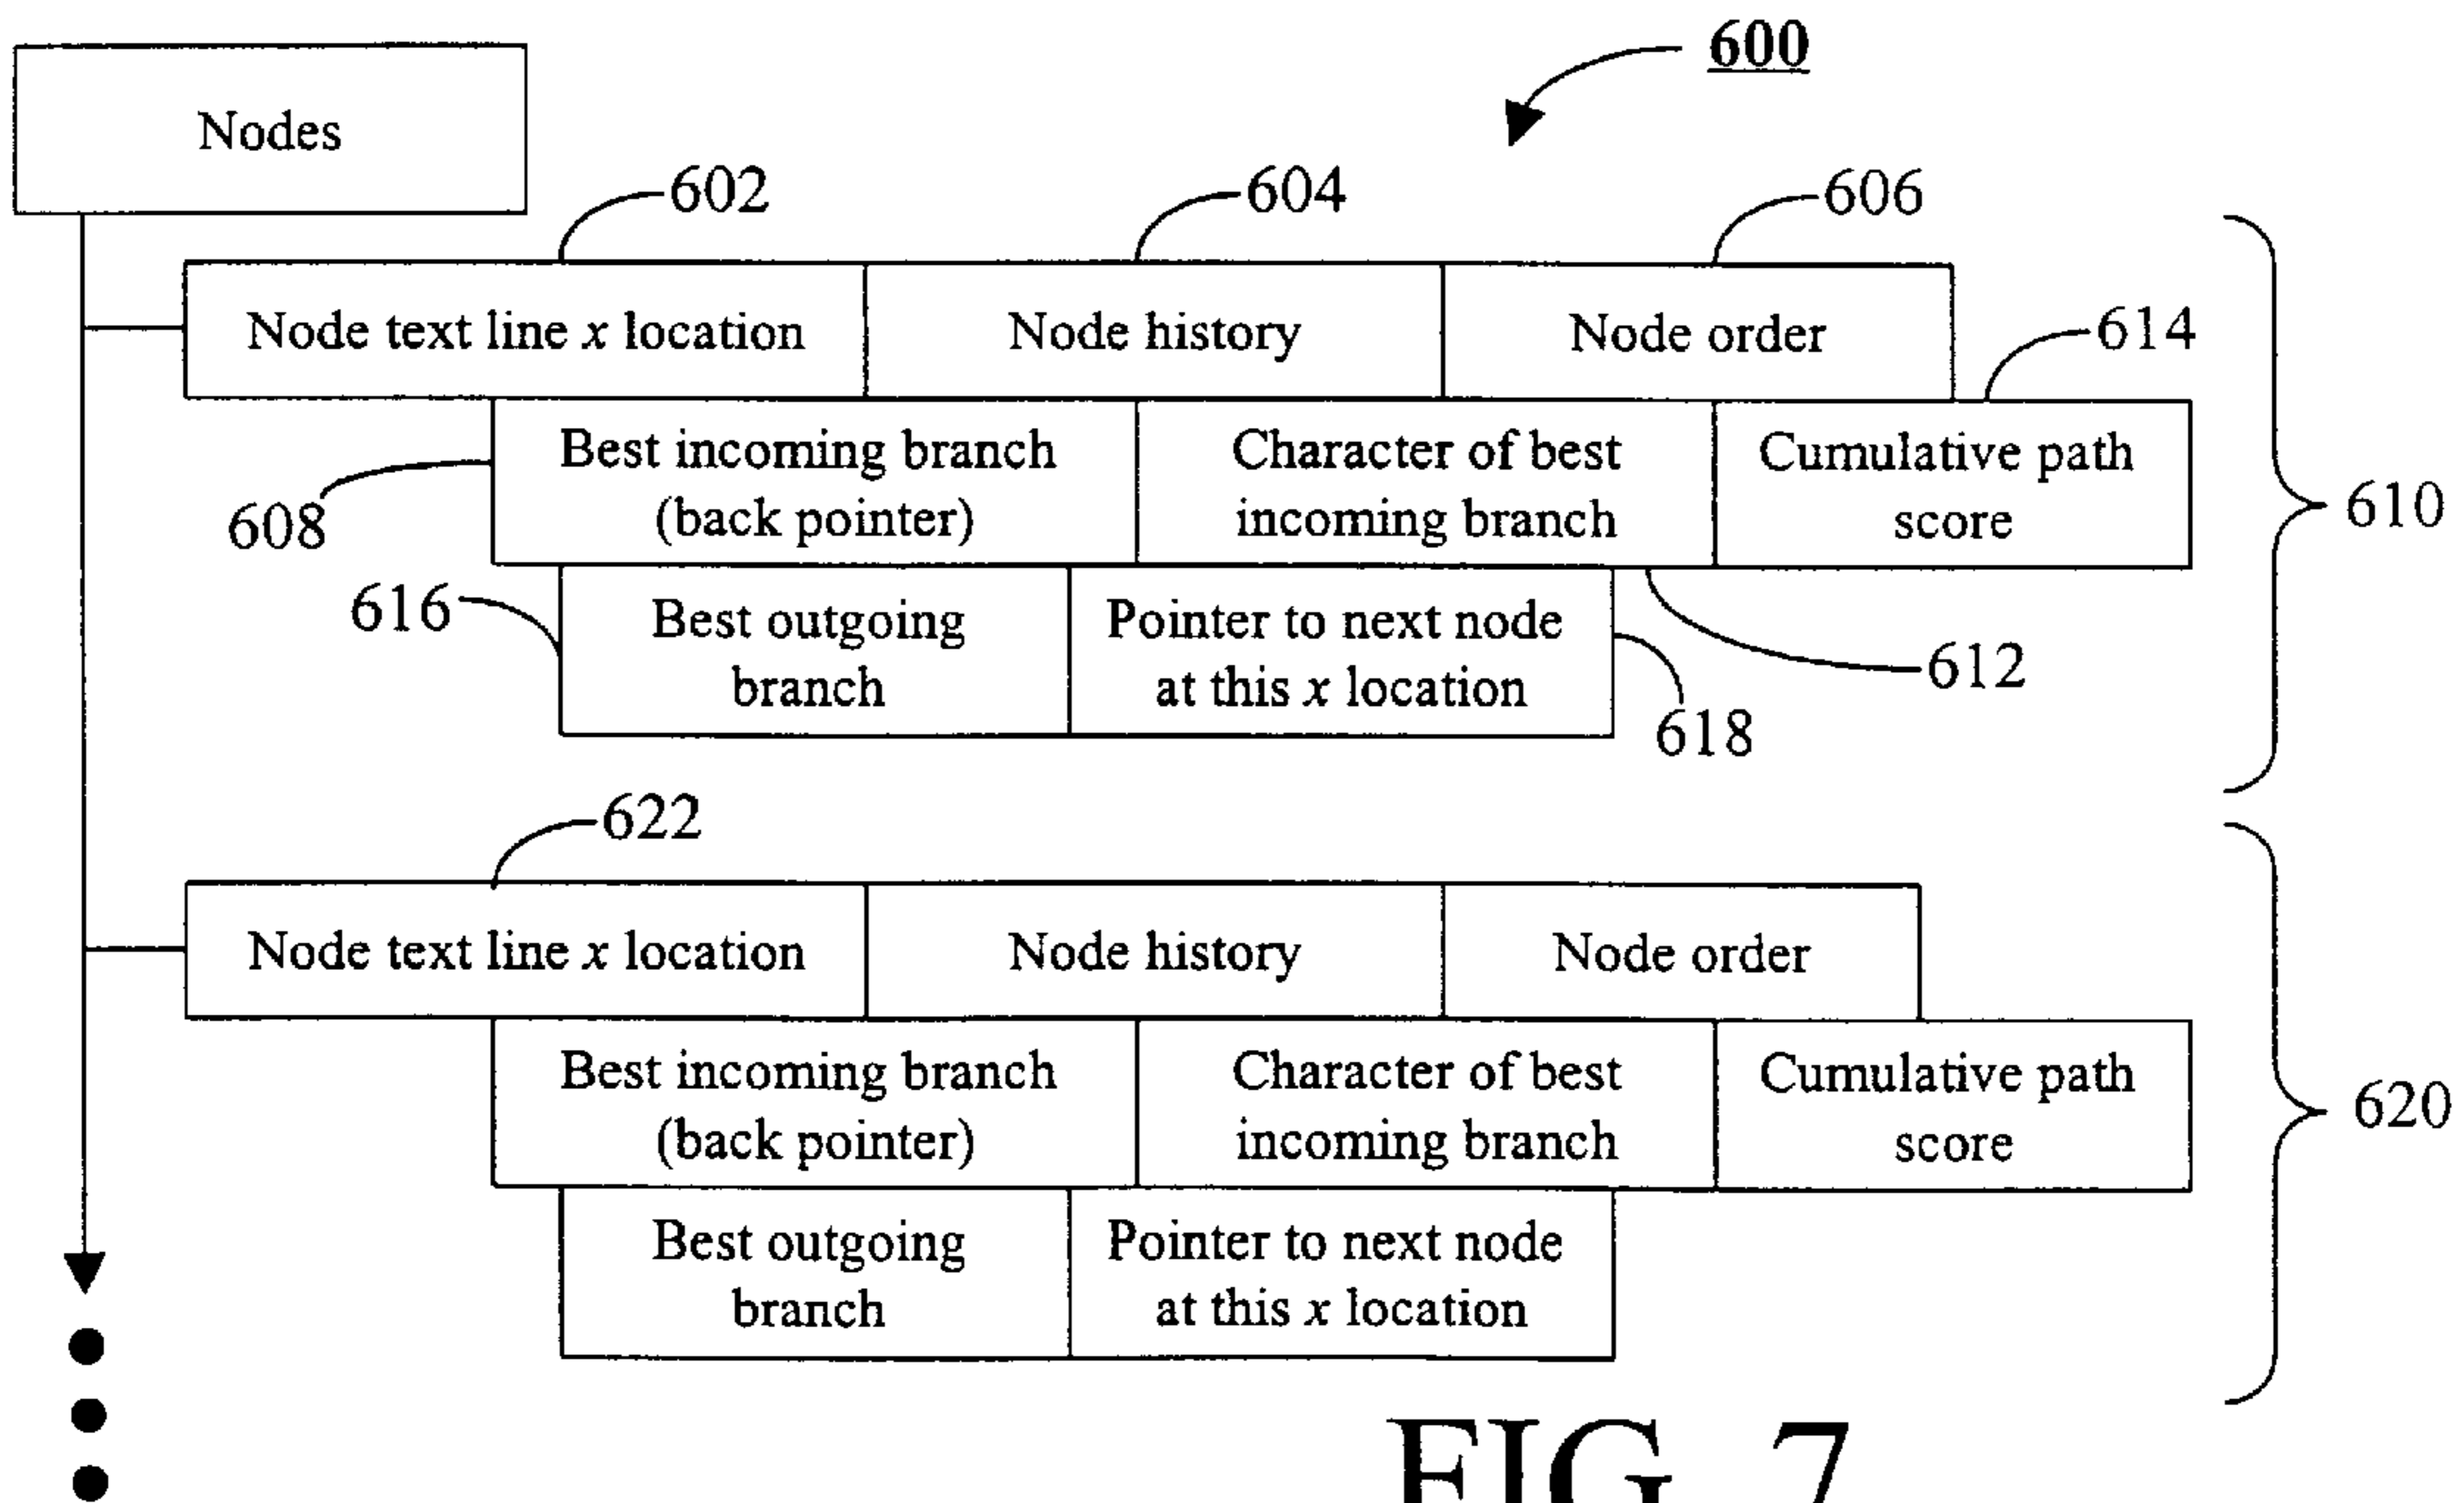 600
Nodes
602
604
606
Node text line x location
Node history
Node order
614
Best incoming branch
(back pointer)
Character of best
incoming branch
Cumulative path
score
608
610
616
Best outgoing
branch
Pointer to next node
at this x location
612
618
622
Node text line x location
Node history
Node order
Best incoming branch
(back pointer)
Character of best
incoming branch
Cumulative path
score
620
Best outgoing
branch
Pointer to next node
at this x location
FIG. 7